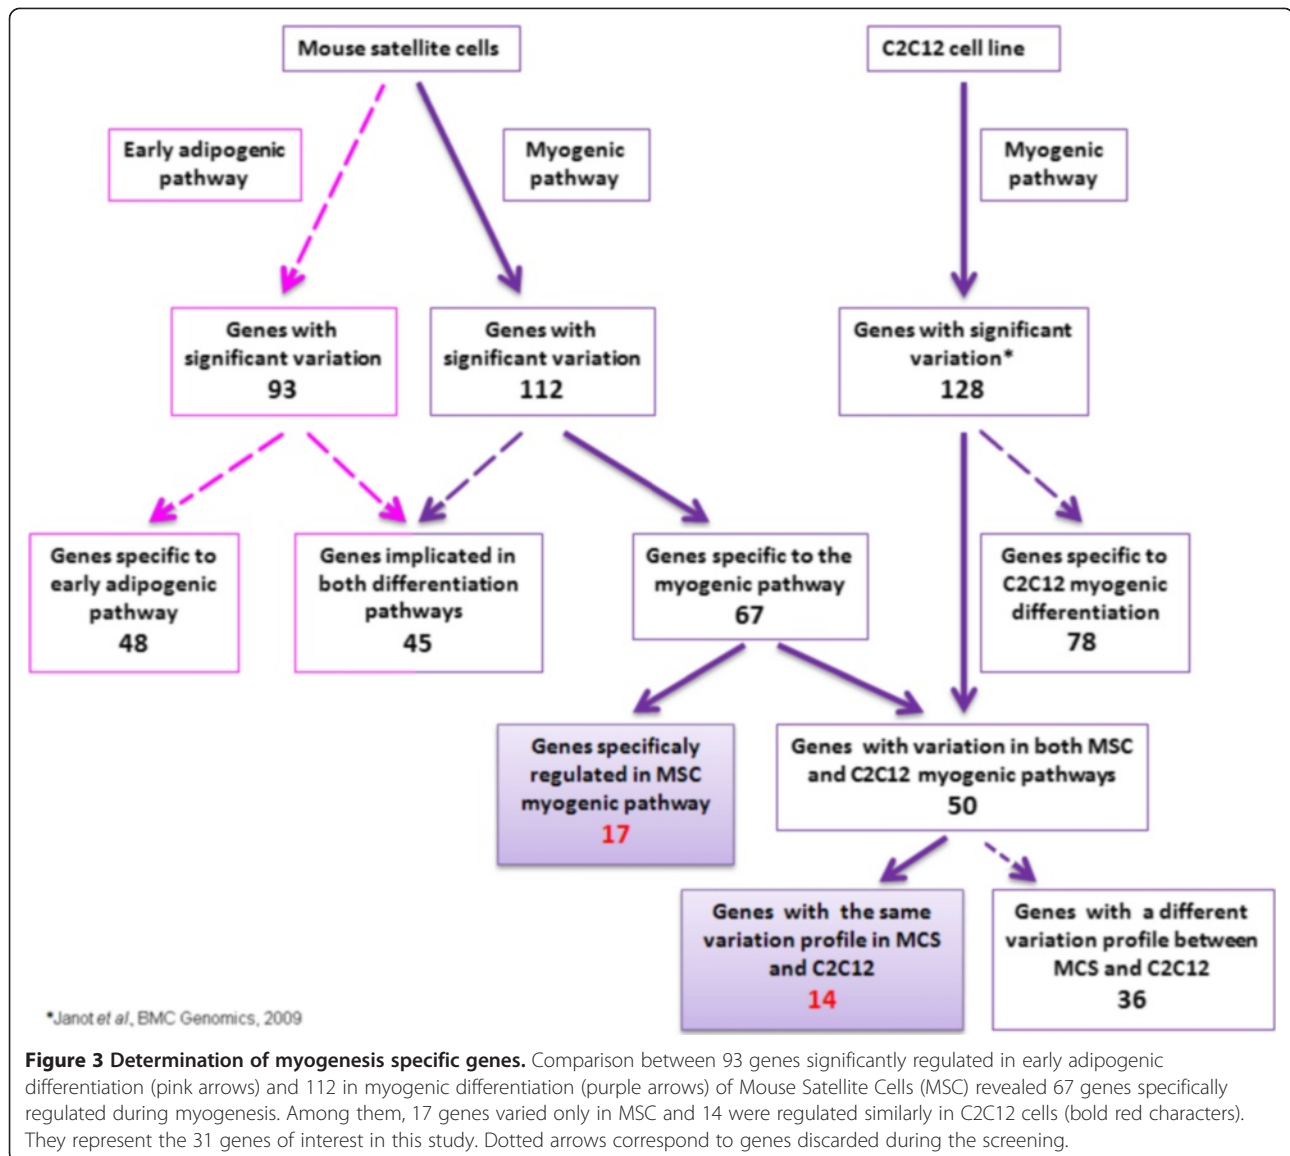 Mouse satellite cells
C2C12 cell line
Early adipogenic
pathway
Myogenic
pathway
Myogenic
pathway
Genes with
significant variation
93
Genes with
significant variation
112
Genes with significant
variation*
128
Genes specific to
early adipogenic
pathway
48
Genes implicated in
both differentiation
pathways
45
Genes specific to the
myogenic pathway
67
Genes specific to
C2C12 myogenic
differentiation
78
Genes specificaly
regulated in MSC
myogenic pathway
17
Genes with variation in both MSC
and C2C12 myogenic pathways
50
Genes with the same
variation profile in MCS
and C2C12
14
Genes with a different
variation profile between
MCS and C2C12
36
*Janot et al, BMC Genomics, 2009
Figure 3 Determination of myogenesis specific genes. Comparison between 93 genes significantly regulated in early adipogenic
differentiation (pink arrows) and 112 in myogenic differentiation (purple arrows) of Mouse Satellite Cells (MSC) revealed 67 genes specifically
regulated during myogenesis. Among them, 17 genes varied only in MSC and 14 were regulated similarly in C2C12 cells (bold red characters).
They represent the 31 genes of interest in this study. Dotted arrows correspond to genes discarded during the screening.